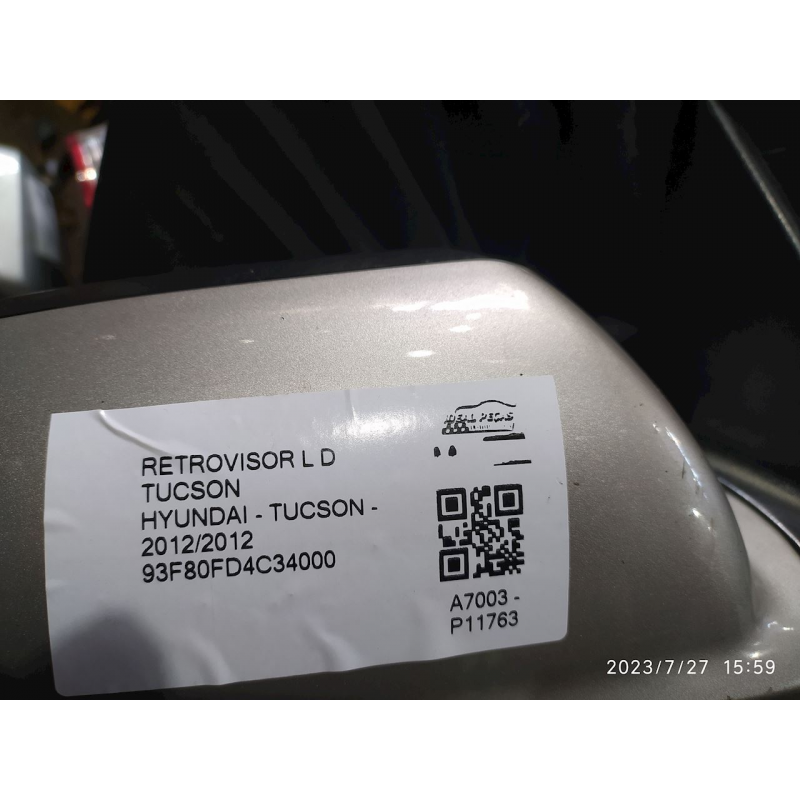 IDEAL PEÇAS
RETROVISOR L D
TUCSON
HYUNDAI - TUCSON -
2012/2012
93F80FD4C34000
A7003 -
P11763
2023/7/27 15:59